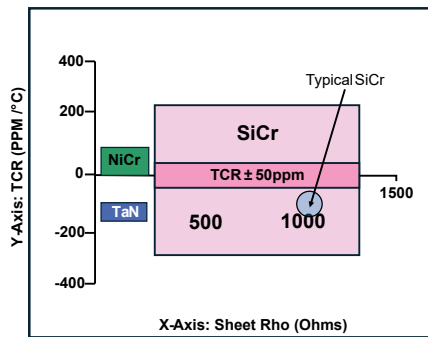 Y-Axis: TCR (PPM /°C)
400
200
0
-200
-400
Typical SiCr
SiCr
NiCr
TCR ± 50ppm
TaN
500
1000
1500
X-Axis: Sheet Rho (Ohms)